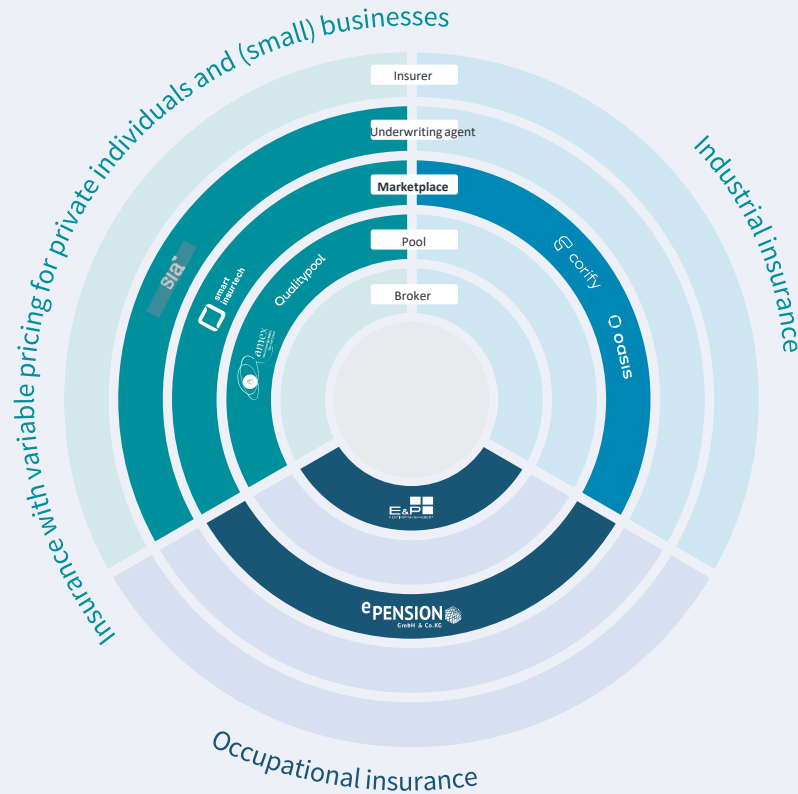 Insurance with variable pricing for private individuals and (small) businesses
Industrial insurance
Occupational insurance
Insurer
Underwriting agent
Marketplace
Pool
Broker
sia
smart
insurtech
Qualitypool
amex
corify
oasis
E&P
ePENSION
GmbH & Co.KG